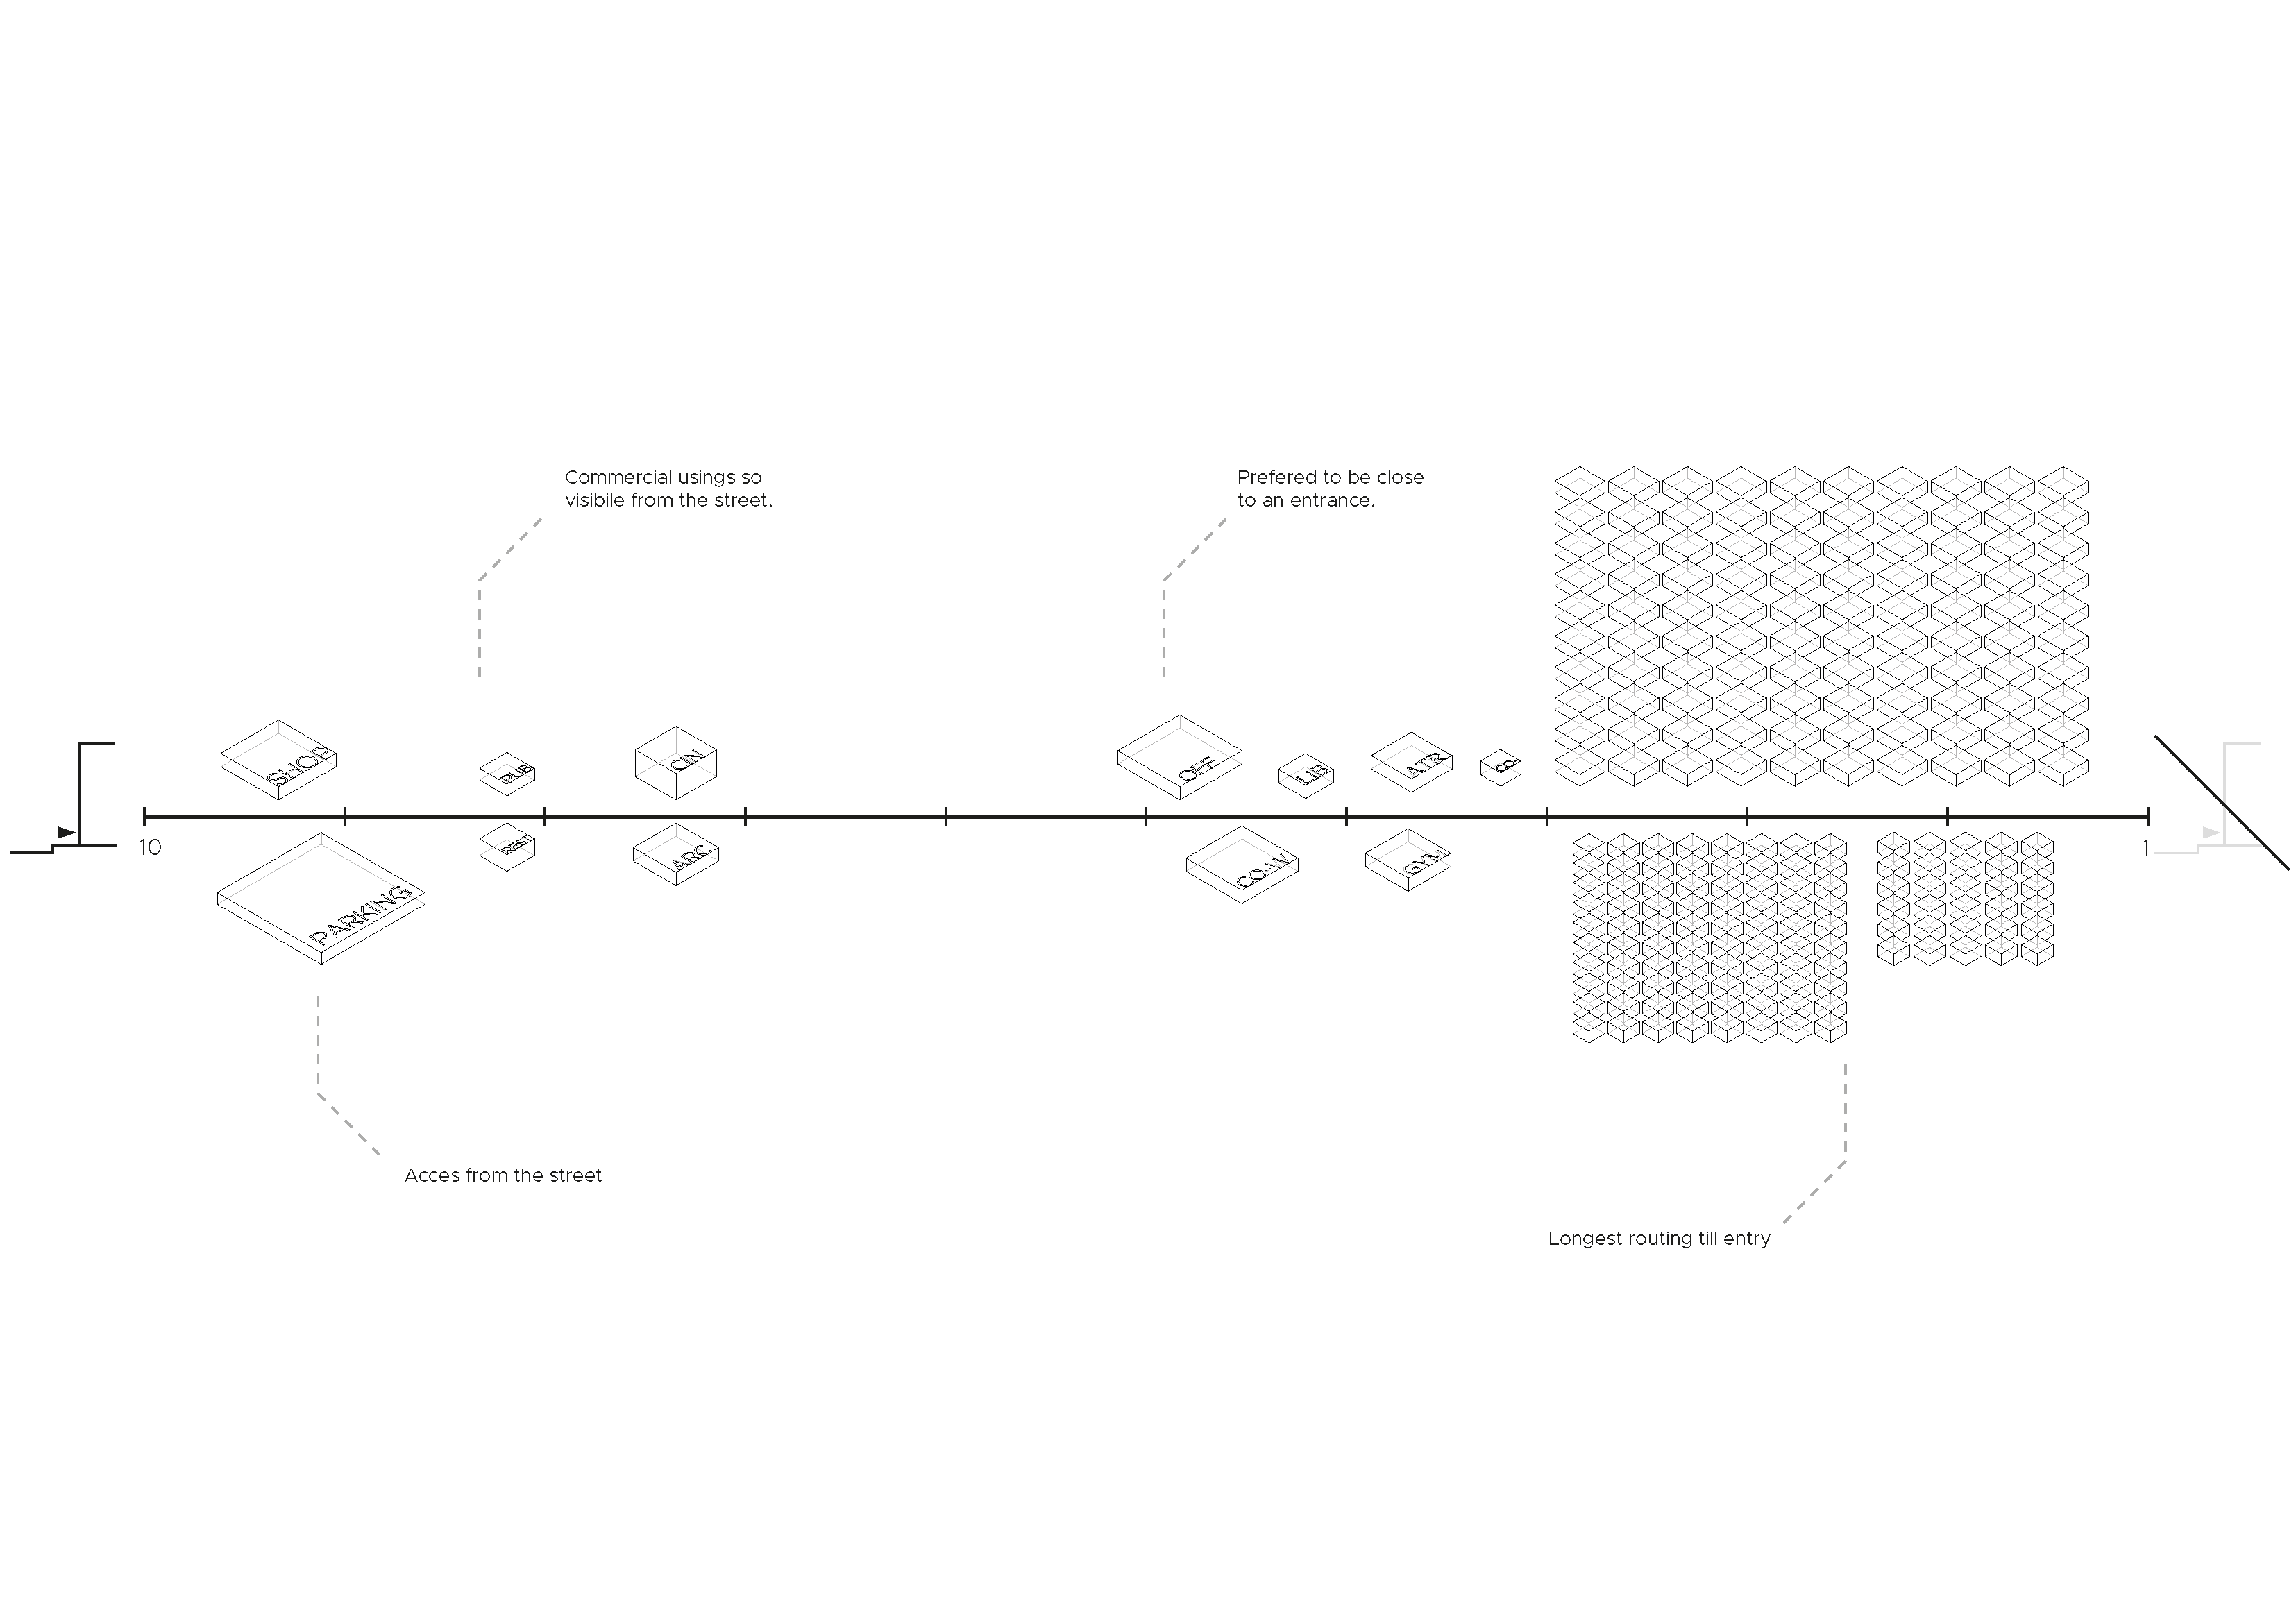 Commercial usings so
visibile from the street.
Prefered to be close
to an entrance.
SHOP
PUB
CIN
OFF
LIB
ATR
CO-
10
1
PARKING
REST
ARC
CO-W
GYM
Acces from the street
Longest routing till entry